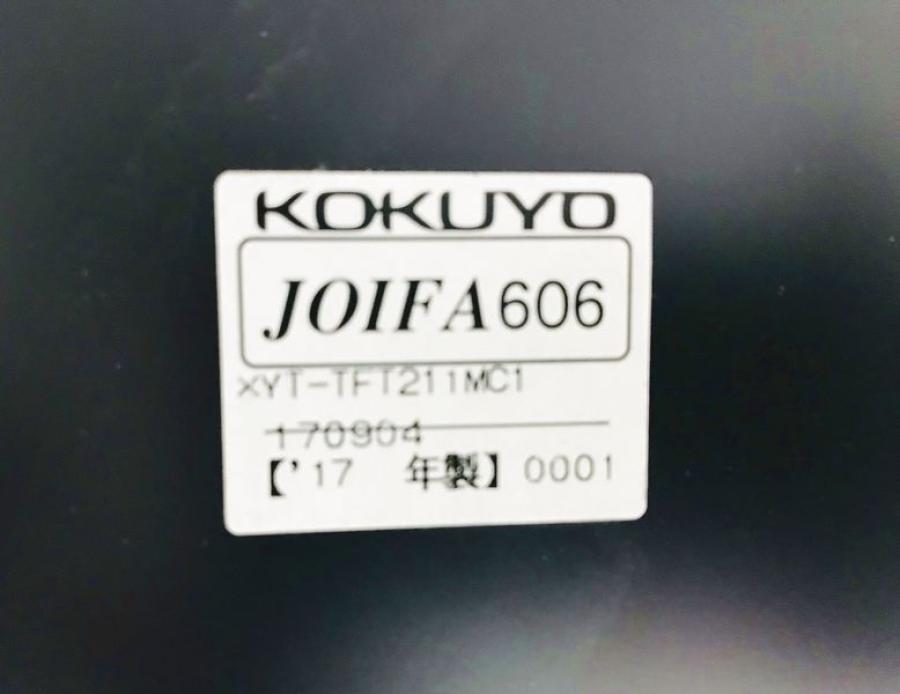 KOKUYO
JOIFA606
XYT-TFT211MC1
170904
【'17 年製】0001